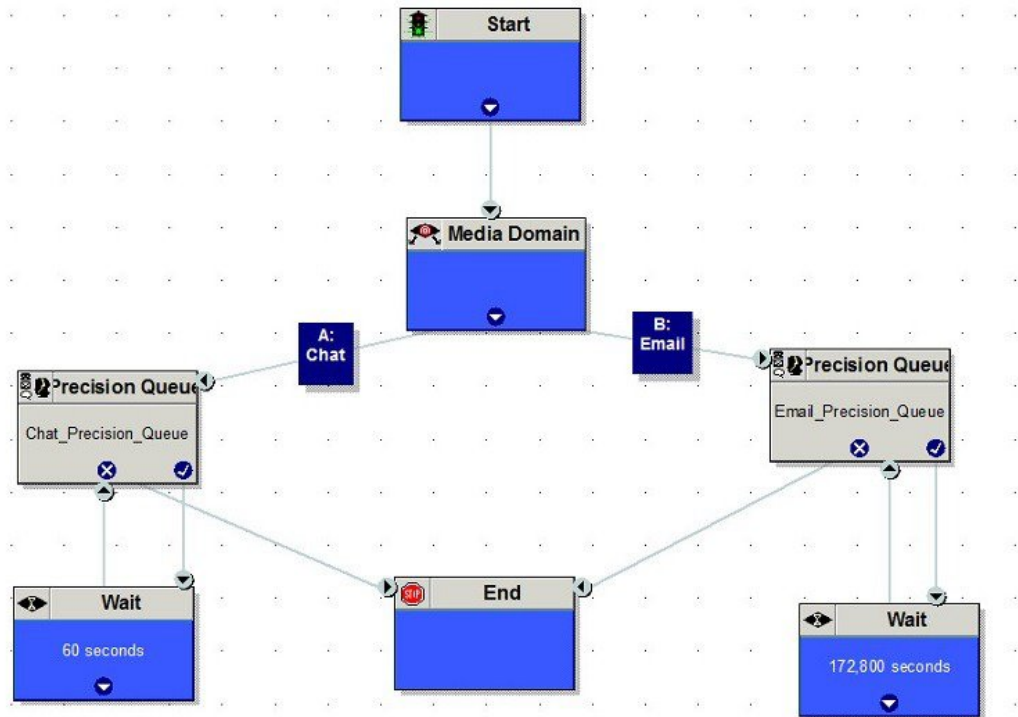 Start
Media Domain
A:
Chat
B:
Email
Precision Queue
Chat_Precision_Queue
Precision Queue
Email_Precision_Queue
Wait
60 seconds
STOP
End
Wait
172,800 seconds